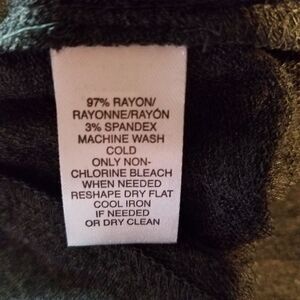 97% RAYON/
RAYONNE/RAYÓN
3% SPANDEX
MACHINE WASH
COLD
ONLY NON-
CHLORINE BLEACH
WHEN NEEDED
RESHAPE DRY FLAT
COOL IRON
IF NEEDED
OR DRY CLEAN